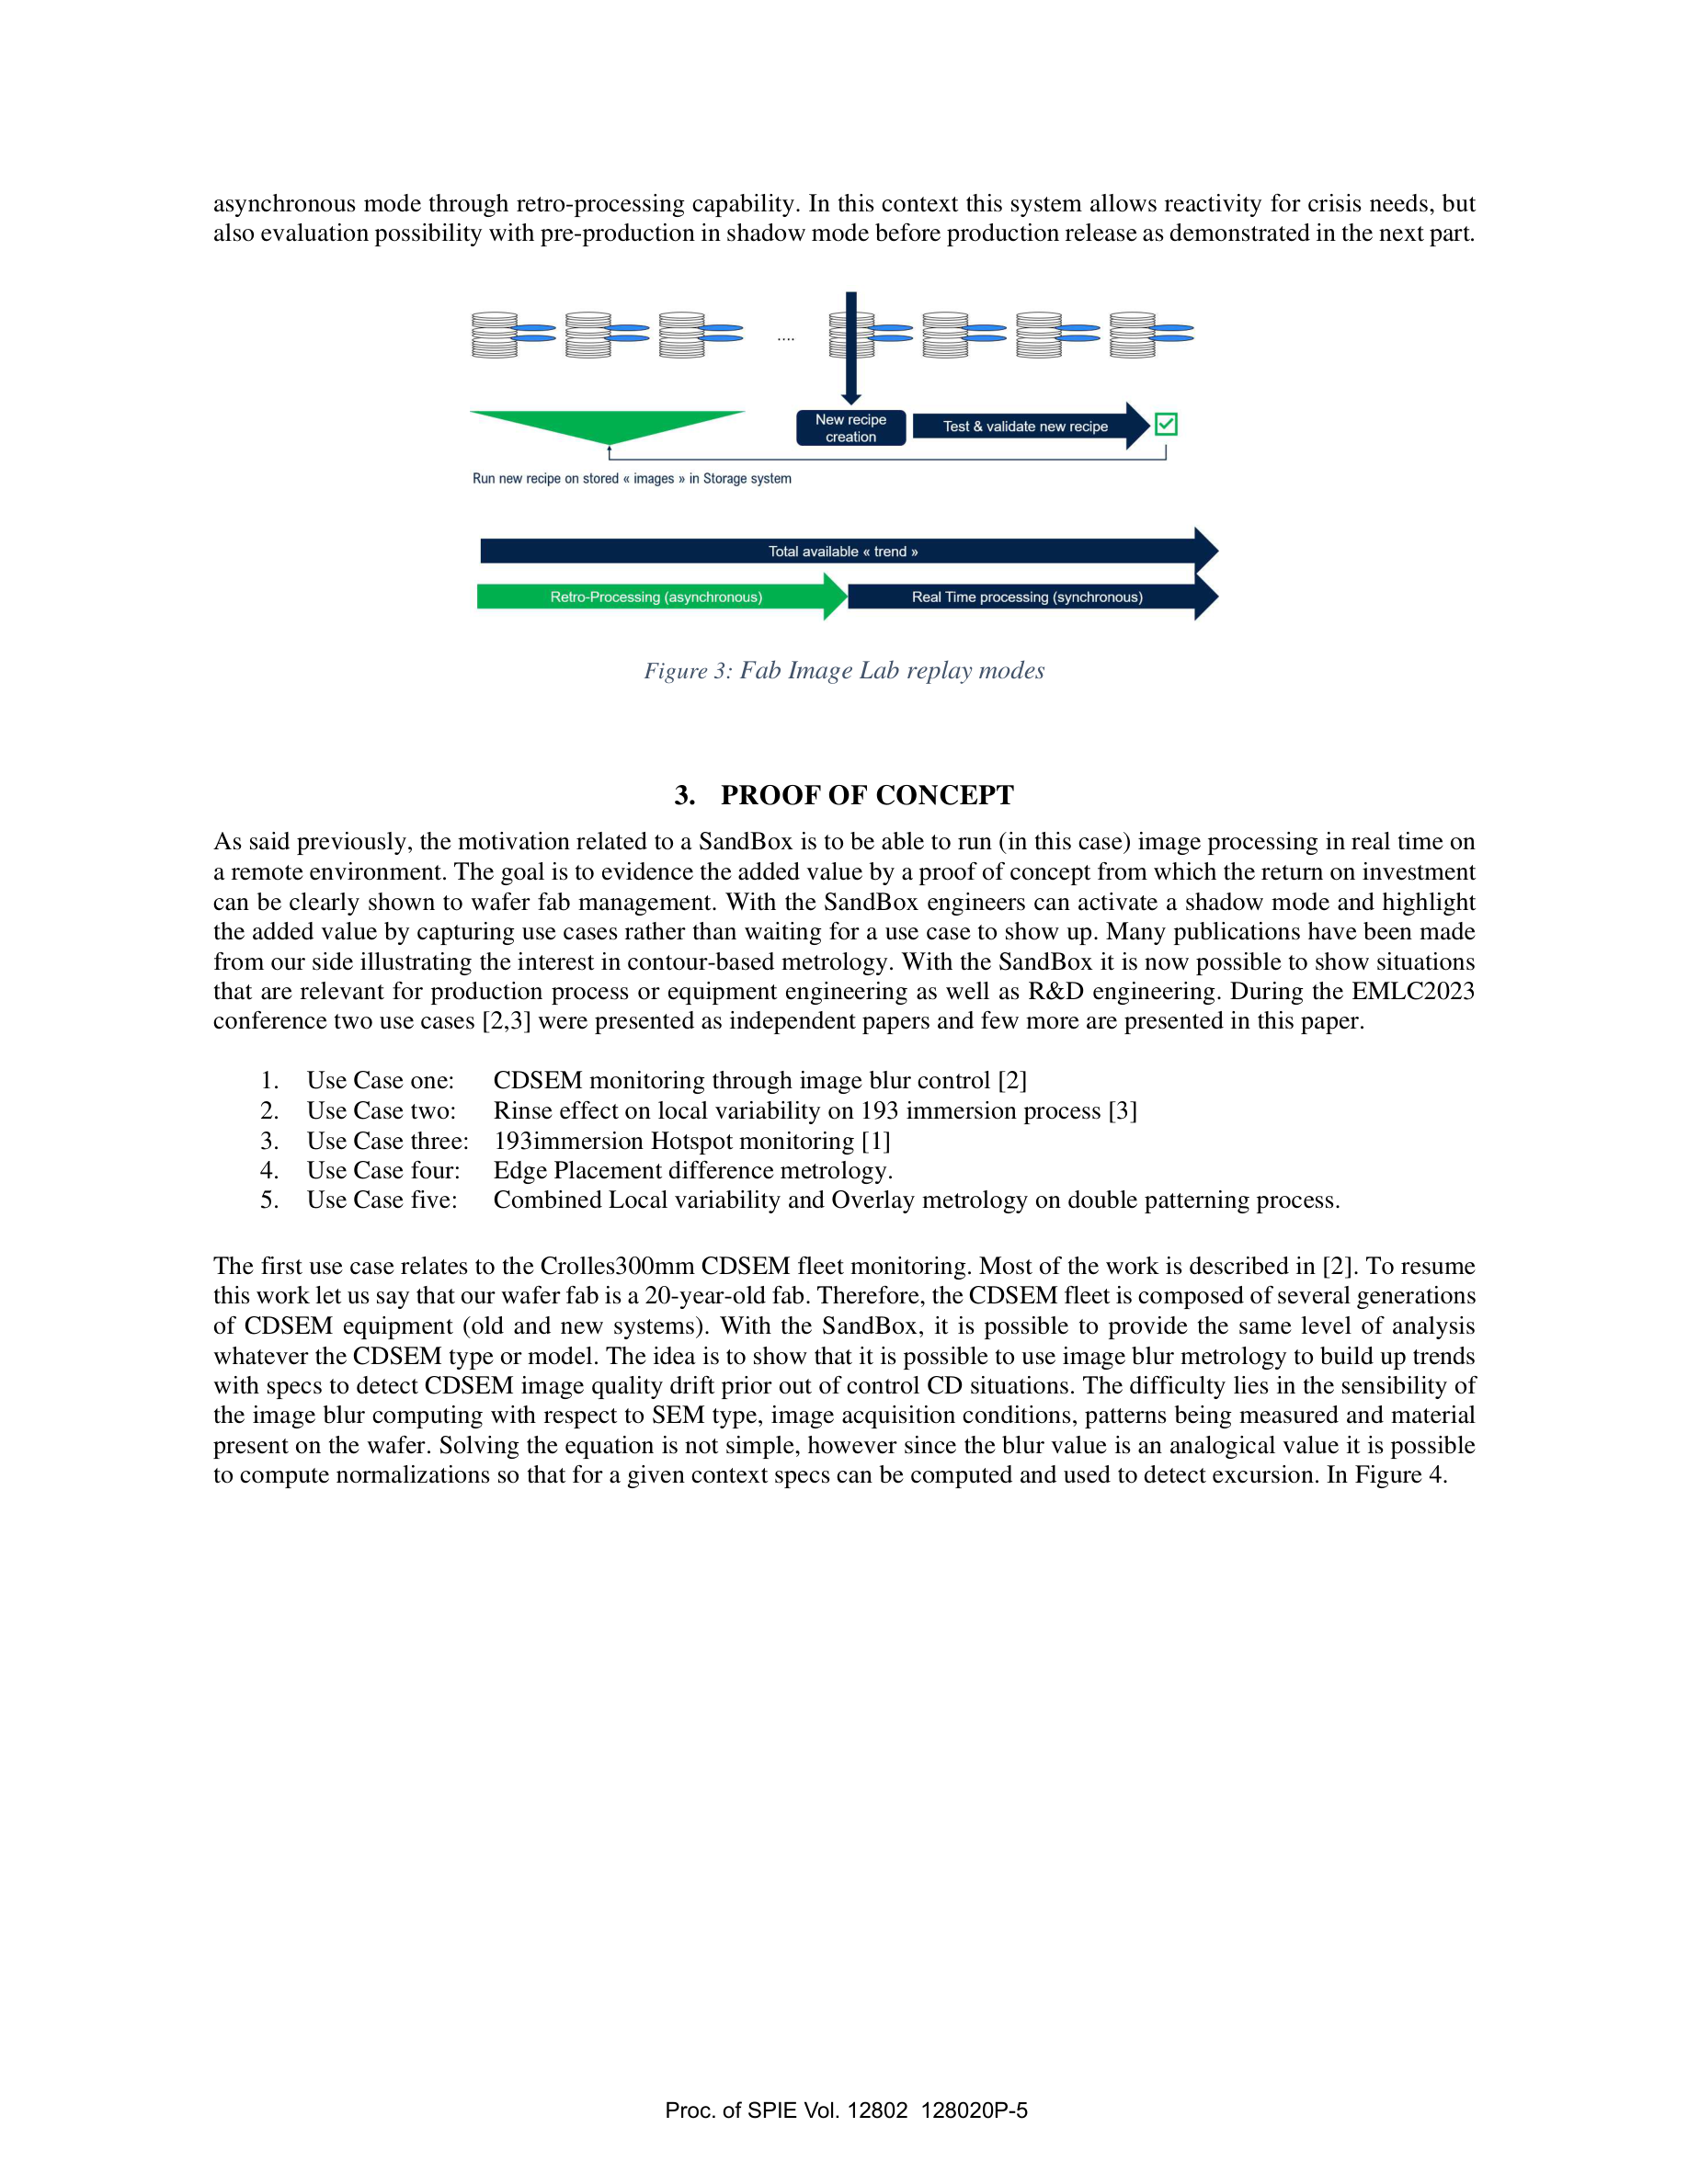 asynchronous mode through retro-processing capability. In this context this system allows reactivity for crisis needs, but
also evaluation possibility with pre-production in shadow mode before production release as demonstrated in the next part.
....
New recipe
creation
Test & validate new recipe
Run new recipe on stored « images » in Storage system
Total available « trend »
Retro-Processing (asynchronous)
Real Time processing (synchronous)
Figure 3: Fab Image Lab replay modes
3. PROOF OF CONCEPT
As said previously, the motivation related to a SandBox is to be able to run (in this case) image processing in real time on
a remote environment. The goal is to evidence the added value by a proof of concept from which the return on investment
can be clearly shown to wafer fab management. With the SandBox engineers can activate a shadow mode and highlight
the added value by capturing use cases rather than waiting for a use case to show up. Many publications have been made
from our side illustrating the interest in contour-based metrology. With the SandBox it is now possible to show situations
that are relevant for production process or equipment engineering as well as R&D engineering. During the EMLC2023
conference two use cases [2,3] were presented as independent papers and few more are presented in this paper.
1. Use Case one: CDSEM monitoring through image blur control [2]
2. Use Case two: Rinse effect on local variability on 193 immersion process [3]
3. Use Case three: 193immersion Hotspot monitoring [1]
4. Use Case four: Edge Placement difference metrology.
5. Use Case five: Combined Local variability and Overlay metrology on double patterning process.
The first use case relates to the Crolles300mm CDSEM fleet monitoring. Most of the work is described in [2]. To resume
this work let us say that our wafer fab is a 20-year-old fab. Therefore, the CDSEM fleet is composed of several generations
of CDSEM equipment (old and new systems). With the SandBox, it is possible to provide the same level of analysis
whatever the CDSEM type or model. The idea is to show that it is possible to use image blur metrology to build up trends
with specs to detect CDSEM image quality drift prior out of control CD situations. The difficulty lies in the sensibility of
the image blur computing with respect to SEM type, image acquisition conditions, patterns being measured and material
present on the wafer. Solving the equation is not simple, however since the blur value is an analogical value it is possible
to compute normalizations so that for a given context specs can be computed and used to detect excursion. In Figure 4.
Proc. of SPIE Vol. 12802 128020P-5